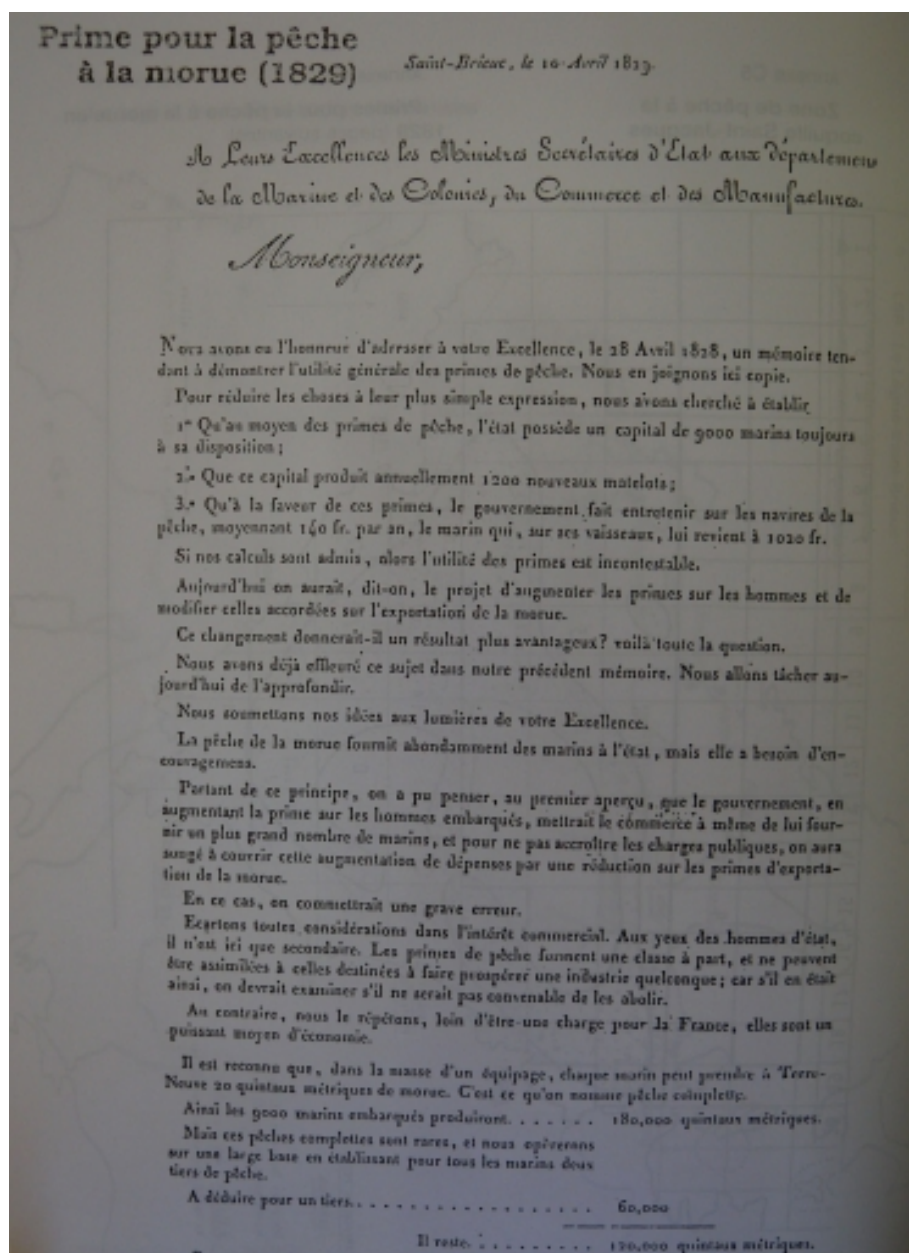 Prime pour la pêche
à la morue (1829)
Saint-Brieuc, le 10 Avril 1829.
A Leurs Excellences les Ministres Secrétaires d'Etat aux départemens
de la Marine et des Colonies, du Commerce et des Manufactures.
Monseigneur,
Nous avons eu l'honneur d'adresser à votre Excellence, le 28 Avril 1828, un mémoire ten-
dant à démontrer l'utilité générale des primes de pêche. Nous en joignons ici copie.
Pour réduire les choses à leur plus simple expression, nous avons cherché à établir
1.° Qu'au moyen des primes de pêche, l'état possède un capital de 9000 marins toujours
à sa disposition ;
2.° Que ce capital produit annuellement 1200 nouveaux matelots ;
3.° Qu'à la faveur de ces primes, le gouvernement fait entretenir sur les navires de la
pêche, moyennant 140 fr. par an, le marin qui, sur ses vaisseaux, lui revient à 1020 fr.
Si nos calculs sont admis, alors l'utilité des primes est incontestable.
Aujourd'hui on aurait, dit-on, le projet d'augmenter les primes sur les hommes et de
modifier celles accordées sur l'exportation de la morue.
Ce changement donnerait-il un résultat plus avantageux? voilà toute la question.
Nous avons déjà effleuré ce sujet dans notre précédent mémoire. Nous allons tâcher au-
jourd'hui de l'approfondir.
Nous soumettons nos idées aux lumières de votre Excellence.
La pêche de la morue fournit abondamment des marins à l'état, mais elle a besoin d'en-
couragemens.
Partant de ce principe, on a pu penser, au premier aperçu, que le gouvernement, en
augmentant la prime sur les hommes embarqués, mettrait le commerce à même de lui four-
nir un plus grand nombre de marins, et pour ne pas accroître les charges publiques, on aura
songé à couvrir cette augmentation de dépenses par une réduction sur les primes d'exporta-
tion de la morue.
En ce cas, on commettrait une grave erreur.
Ecartons toutes considérations dans l'intérêt commercial. Aux yeux des hommes d'état,
il n'est ici que secondaire. Les primes de pêche forment une classe à part, et ne peuvent
être assimilées à celles destinées à faire prospérer une industrie quelconque ; car s'il en était
ainsi, on devrait examiner s'il ne serait pas convenable de les abolir.
Au contraire, nous le répétons, loin d'être une charge pour la France, elles sont un
puissant moyen d'économie.
Il est reconnu que, dans la masse d'un équipage, chaque marin peut prendre à Terre-
Neuve 20 quintaux métriques de morue. C'est ce qu'on nomme pêche complette.
Ainsi les 9000 marins embarqués produiront. . . . . . . 180,000 quintaux métriques.
Mais ces pêches complettes sont rares, et nous opérerons
sur une large base en établissant pour tous les marins deux
tiers de pêche.
A déduire pour un tiers. . . . . . . . . . . . . . . . . . 60,000
Il reste. . . . . . . . . . 120,000 quintaux métriques.